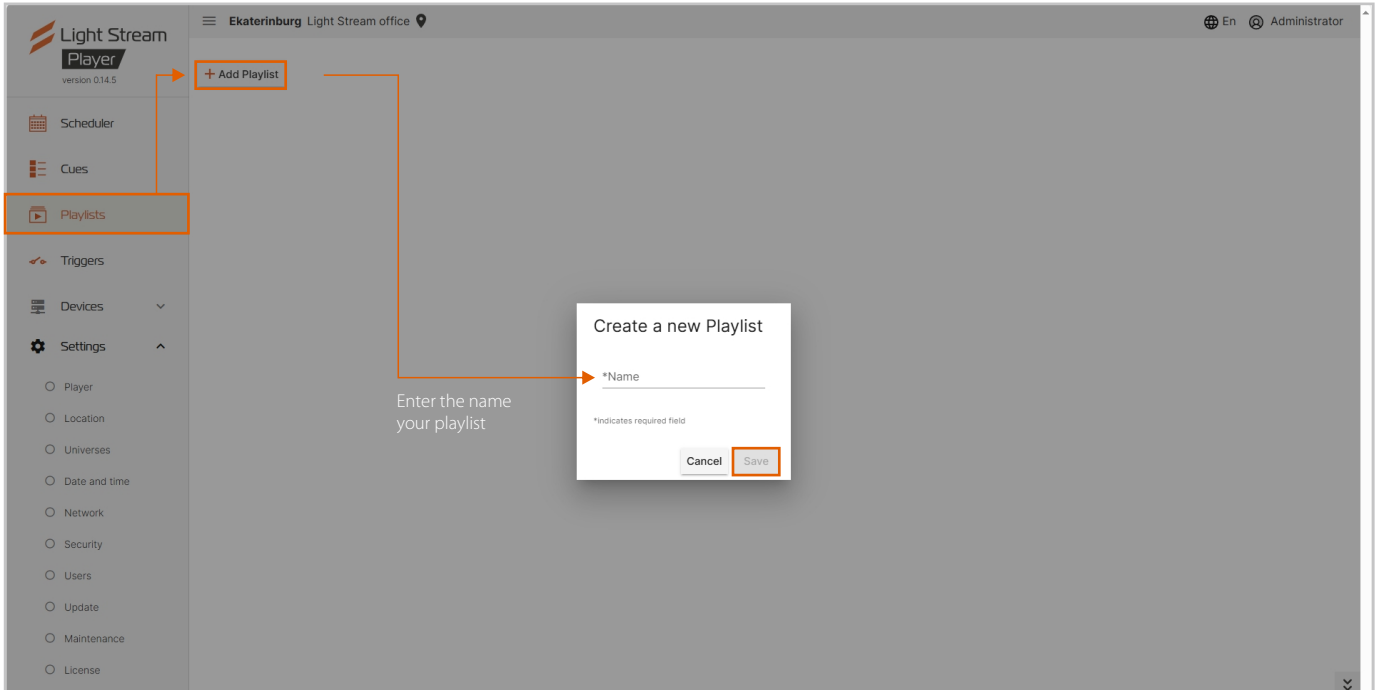 Light Stream
Player
version 0.14.5
Ekaterinburg Light Stream office
En
Administrator
+ Add Playlist
Scheduler
Cues
Playlists
Triggers
Devices
Settings
Player
Location
Universes
Date and time
Network
Security
Users
Update
Maintenance
License
Enter the name
your playlist
Create a new Playlist
*Name
*indicates required field
Cancel
Save